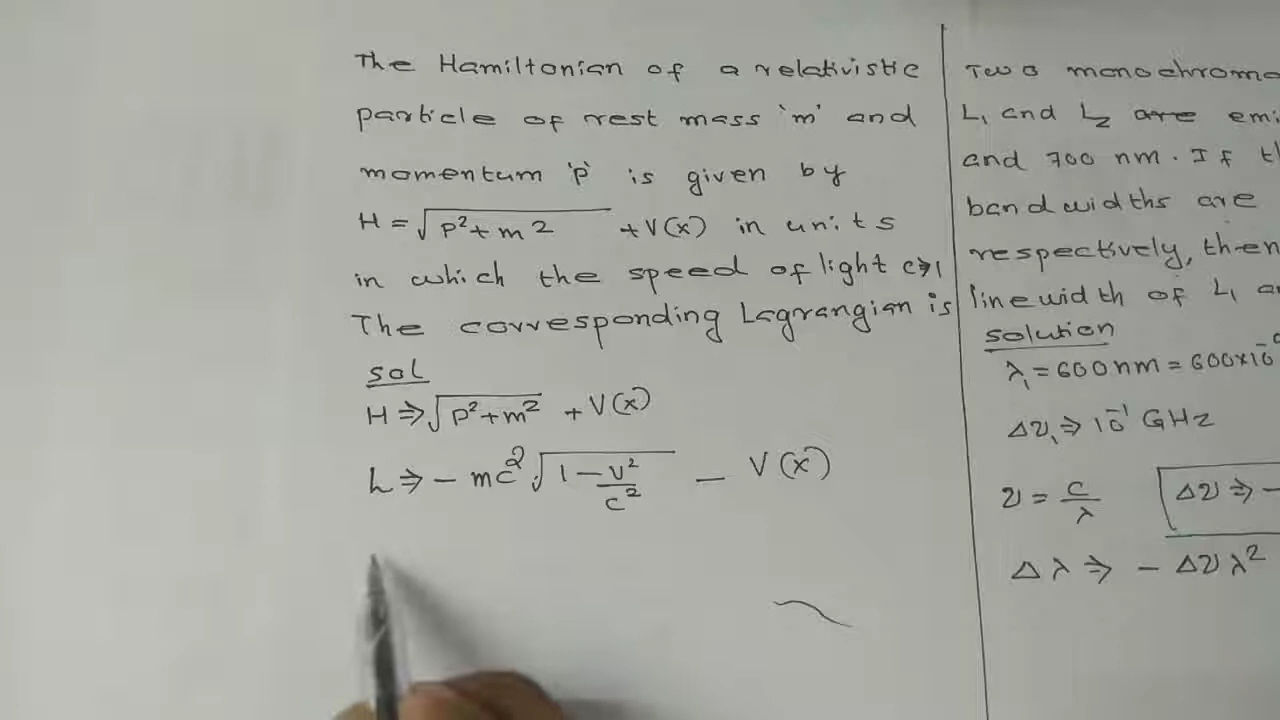 The Hamiltonian of a relativistic
particle of rest mass 'm' and
momentum 'p' is given by
H = √(p² + m 2) + V(x) in units
in which the speed of light c⇒1
The corresponding Lagrangian is
sol
H ⇒ √(p² + m²) + V(x)
L ⇒ - mc² √(1 - v²/c²) - V(x)
Two monochroma
L₁ and L₂ are emi
and 700 nm. If th
bandwidths are
respectively, then
linewidth of L₁ a
solution
λ₁ = 600 nm = 600×10⁻
Δν₁ ⇒ 10⁻¹ GHz
ν = c/λ Δν ⇒ -
Δλ ⇒ - Δν λ²